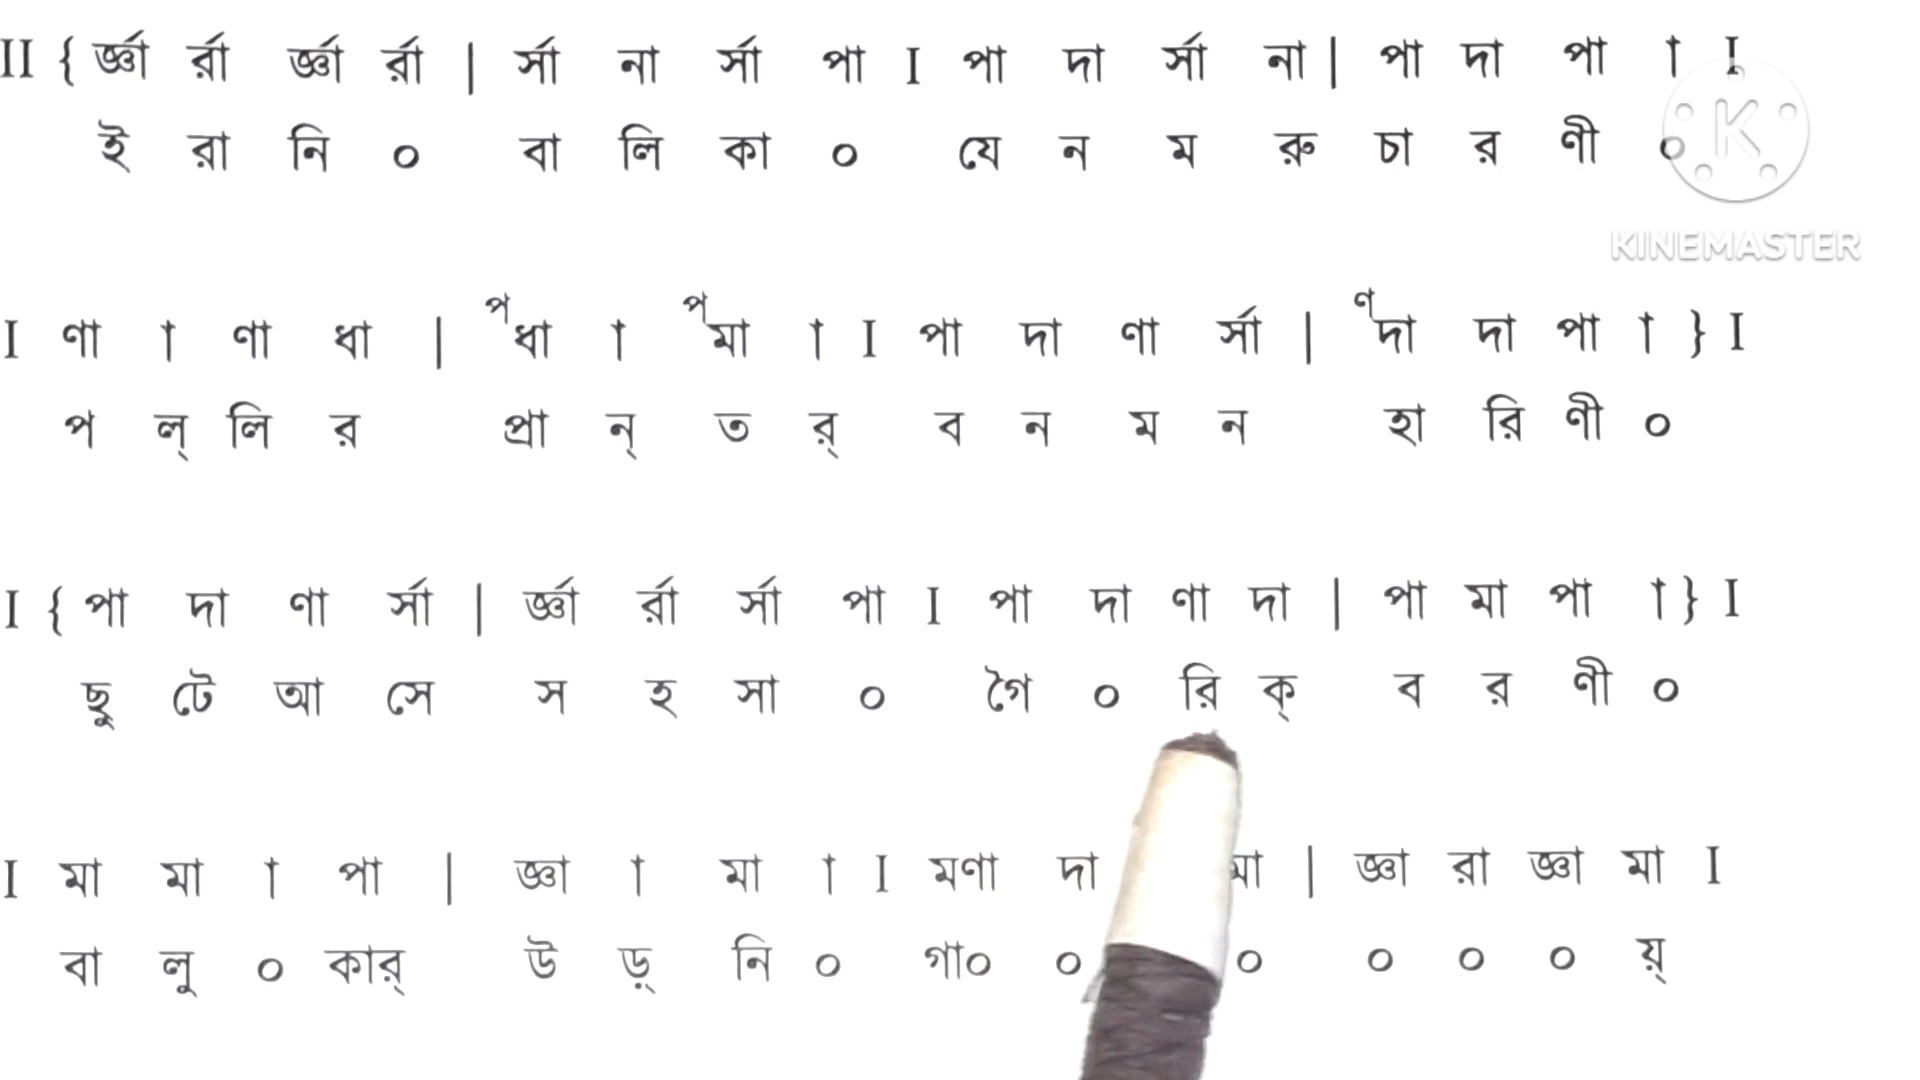 II { র্জ্ঞা র্রা র্জ্ঞা র্রা | র্সা না র্সা পা I পা দা র্সা না | পা দা পা † I
ই রা নি ০ বা লি কা ০ যে ন ম রু চা র ণী ০
KINEMASTER
I ণা † ণা ধা | পধা † পমা † I পা দা ণা র্সা | ণদা দা পা † } I
প ল্ লি র প্রা ন্ ত র্ ব ন ম ন হা রি ণী ০
I { পা দা ণা র্সা | র্জ্ঞা র্রা র্সা পা I পা দা ণা দা | পা মা পা † } I
ছু টে আ সে স হ সা ০ গৈ ০ রি ক্ ব র ণী ০
I মা মা † পা | জ্ঞা † মা † I মণা দা মা | জ্ঞা রা জ্ঞা মা I
বা লু ০ কার্ উ ড়্ নি ০ গা০ ০ ০ ০ ০ ০ য়্